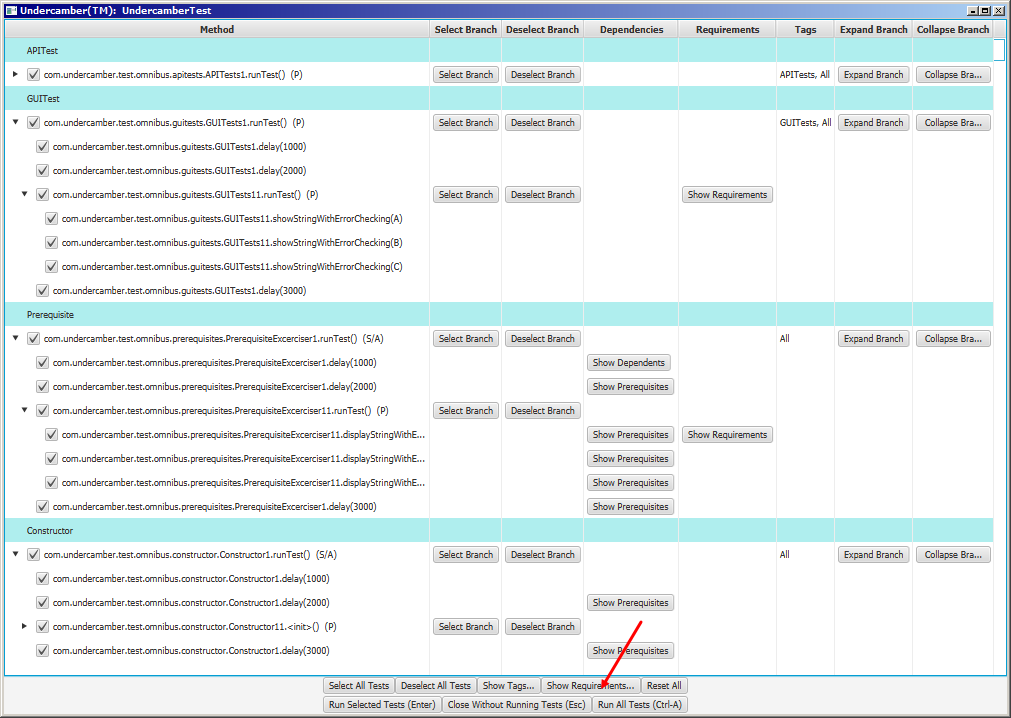 Undercamber(TM): UndercamberTest
Method Select Branch Deselect Branch Dependencies Requirements Tags Expand Branch Collapse Branch
APITest
com.undercamber.test.omnibus.apitests.APITests1.runTest() (P) Select Branch Deselect Branch APITests, All Expand Branch Collapse Bra...
GUITest
com.undercamber.test.omnibus.guitests.GUITests1.runTest() (P) Select Branch Deselect Branch GUITests, All Expand Branch Collapse Bra...
com.undercamber.test.omnibus.guitests.GUITests1.delay(1000)
com.undercamber.test.omnibus.guitests.GUITests1.delay(2000)
com.undercamber.test.omnibus.guitests.GUITests11.runTest() (P) Select Branch Deselect Branch Show Requirements
com.undercamber.test.omnibus.guitests.GUITests11.showStringWithErrorChecking(A)
com.undercamber.test.omnibus.guitests.GUITests11.showStringWithErrorChecking(B)
com.undercamber.test.omnibus.guitests.GUITests11.showStringWithErrorChecking(C)
com.undercamber.test.omnibus.guitests.GUITests1.delay(3000)
Prerequisite
com.undercamber.test.omnibus.prerequisites.PrerequisiteExcerciser1.runTest() (S/A) Select Branch Deselect Branch All Expand Branch Collapse Bra...
com.undercamber.test.omnibus.prerequisites.PrerequisiteExcerciser1.delay(1000) Show Dependents
com.undercamber.test.omnibus.prerequisites.PrerequisiteExcerciser1.delay(2000) Show Prerequisites
com.undercamber.test.omnibus.prerequisites.PrerequisiteExcerciser11.runTest() (P) Select Branch Deselect Branch
com.undercamber.test.omnibus.prerequisites.PrerequisiteExcerciser11.displayStringWithE... Show Prerequisites Show Requirements
com.undercamber.test.omnibus.prerequisites.PrerequisiteExcerciser11.displayStringWithE... Show Prerequisites
com.undercamber.test.omnibus.prerequisites.PrerequisiteExcerciser11.displayStringWithE... Show Prerequisites
com.undercamber.test.omnibus.prerequisites.PrerequisiteExcerciser1.delay(3000) Show Prerequisites
Constructor
com.undercamber.test.omnibus.constructor.Constructor1.runTest() (S/A) Select Branch Deselect Branch All Expand Branch Collapse Bra...
com.undercamber.test.omnibus.constructor.Constructor1.delay(1000)
com.undercamber.test.omnibus.constructor.Constructor1.delay(2000) Show Prerequisites
com.undercamber.test.omnibus.constructor.Constructor11.<init>() (P) Select Branch Deselect Branch
com.undercamber.test.omnibus.constructor.Constructor1.delay(3000) Show Prerequisites
Select All Tests Deselect All Tests Show Tags... Show Requirements... Reset All
Run Selected Tests (Enter) Close Without Running Tests (Esc) Run All Tests (Ctrl-A)